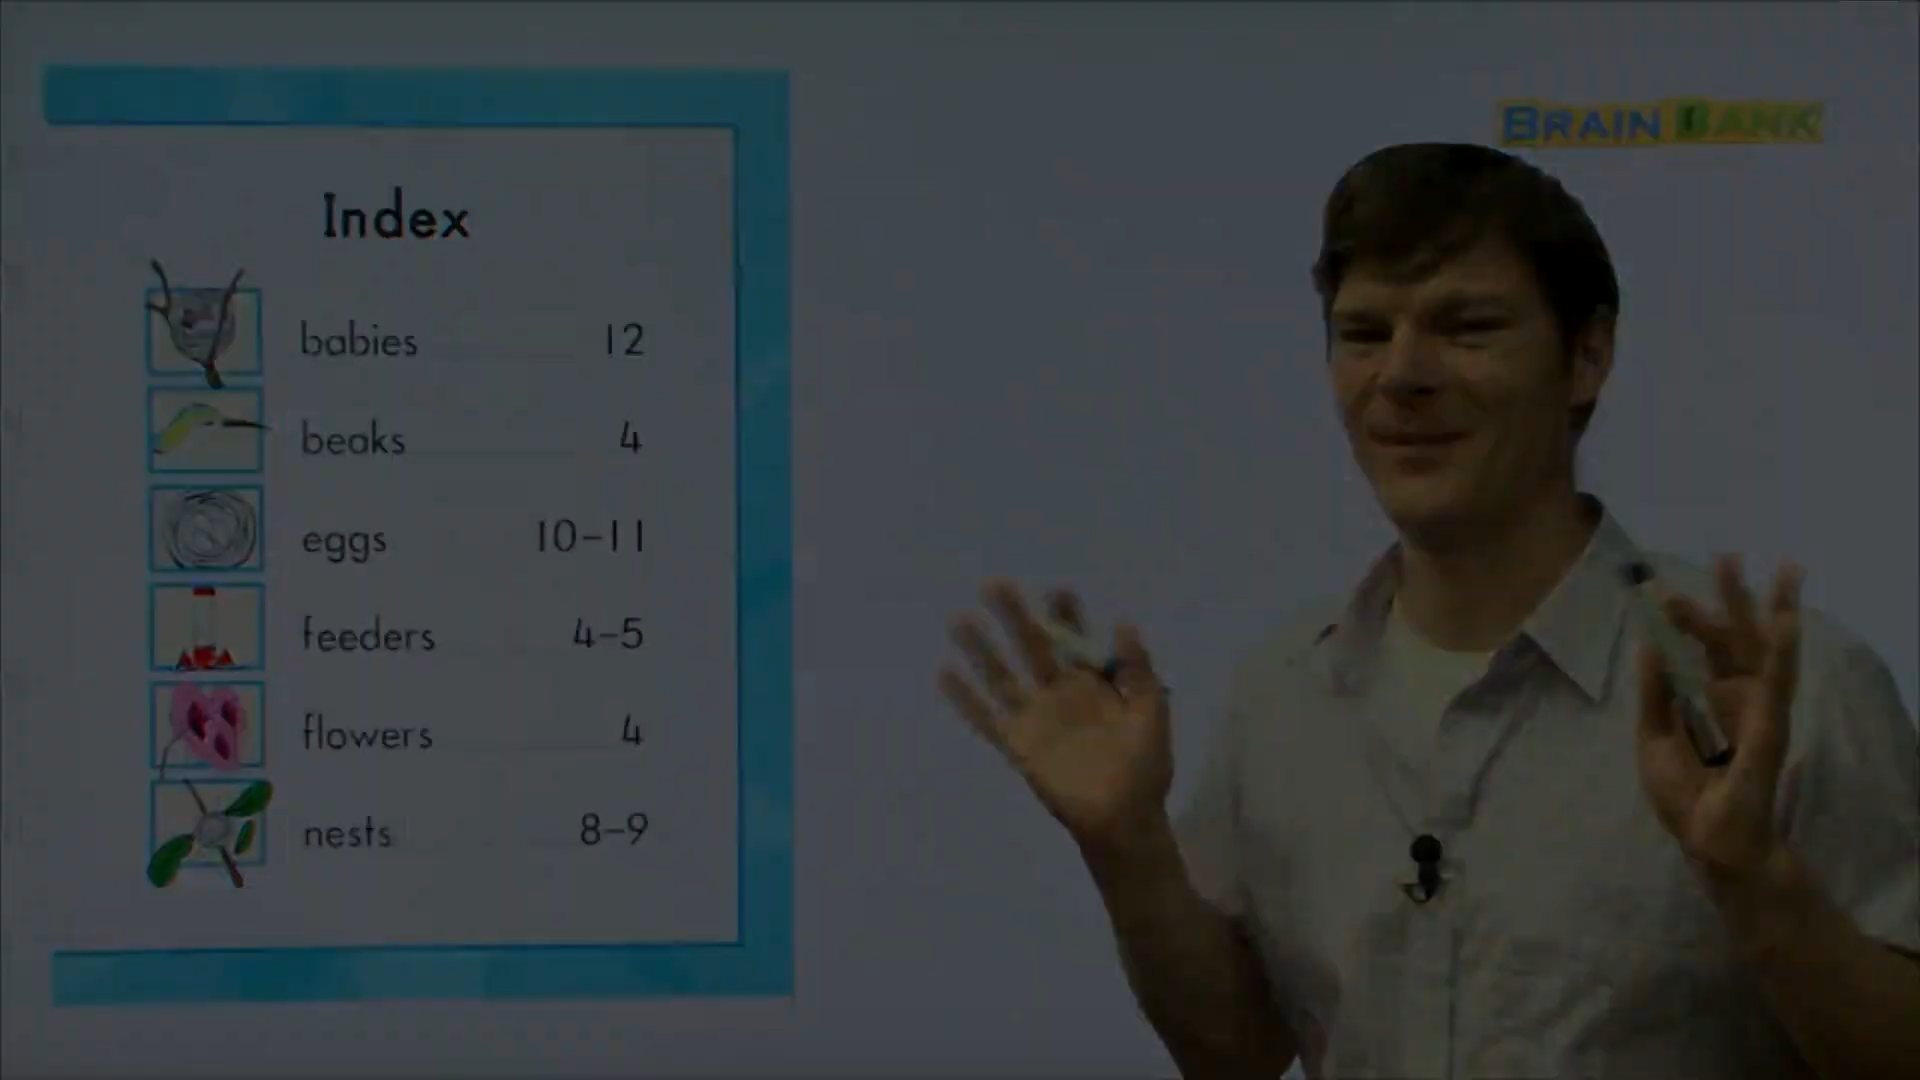 BRAIN BANK
Index
babies 12
beaks 4
eggs 10–11
feeders 4–5
flowers 4
nests 8–9